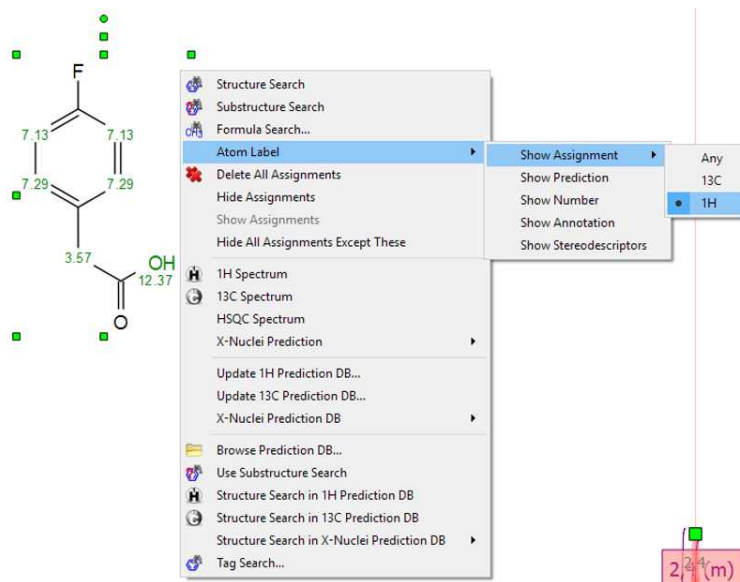 F
7.13 7.13
7.29 7.29
3.57
OH
12.37
O
Structure Search
Substructure Search
Formula Search...
Atom Label
Delete All Assignments
Hide Assignments
Show Assignments
Hide All Assignments Except These
1H Spectrum
13C Spectrum
HSQC Spectrum
X-Nuclei Prediction
Update 1H Prediction DB...
Update 13C Prediction DB...
X-Nuclei Prediction DB
Browse Prediction DB...
Use Substructure Search
Structure Search in 1H Prediction DB
Structure Search in 13C Prediction DB
Structure Search in X-Nuclei Prediction DB
Tag Search...
Show Assignment
Show Prediction
Show Number
Show Annotation
Show Stereodescriptors
Any
13C
1H
(m)